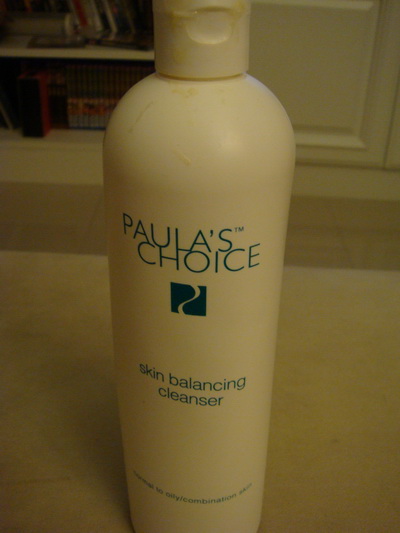 PAULA'S™
CHOICE
skin balancing
cleanser
normal to oily/combination skin